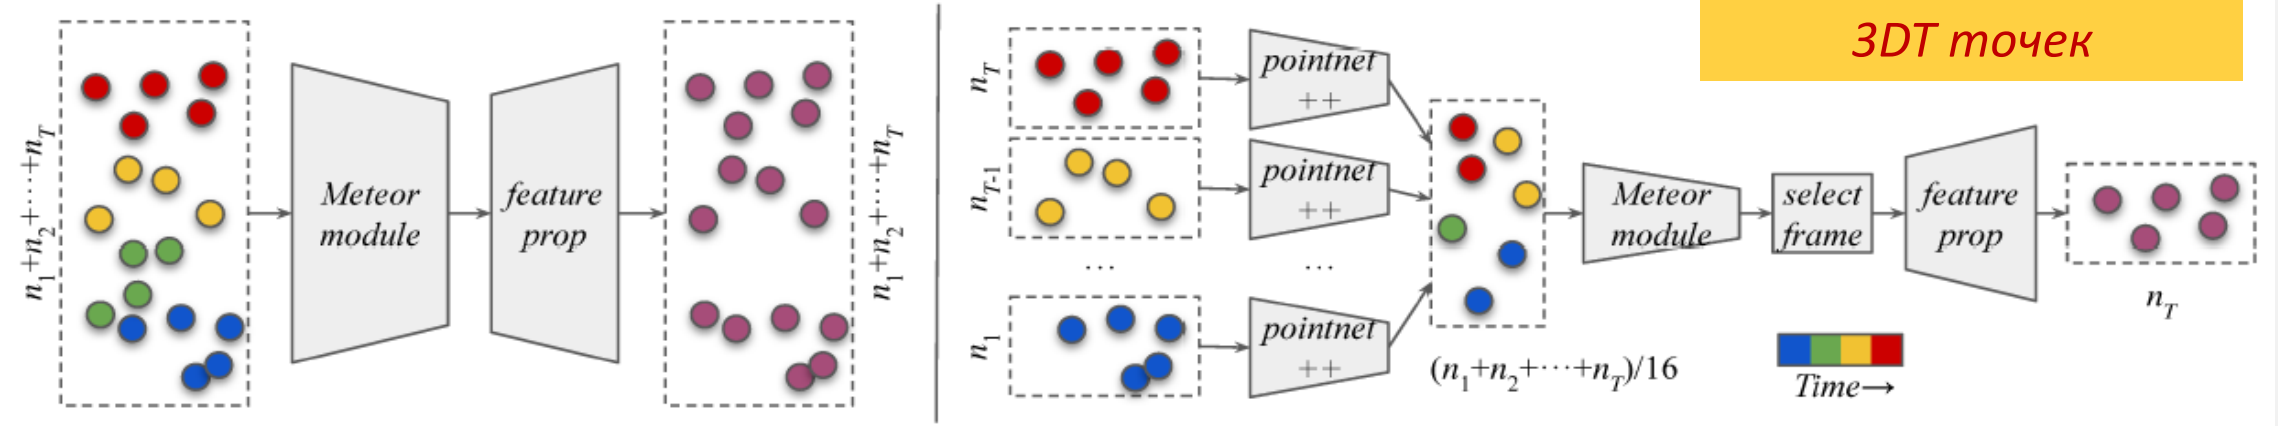 n1+n2+⋯+nT
Meteor
module
feature
prop
n1+n2+⋯+nT
3DT точек
nT
pointnet
++
nT-1
pointnet
++
...
...
n1
pointnet
++
(n1+n2+⋯+nT)/16
Meteor
module
select
frame
feature
prop
nT
Time→